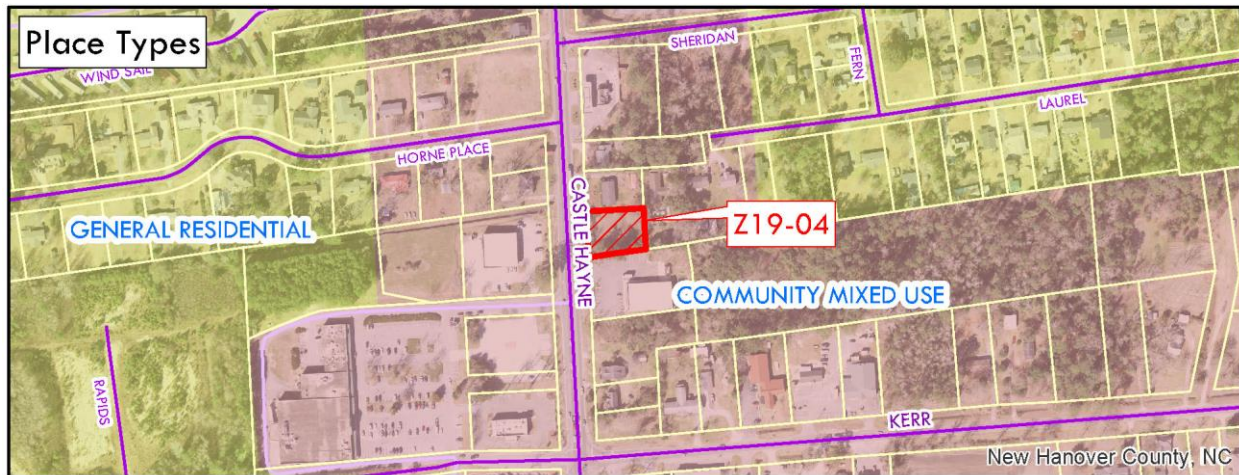 Place Types
WIND SAIL
SHERIDAN
FERN
LAUREL
HORNE PLACE
CASTLE HAYNE
GENERAL RESIDENTIAL
Z19-04
COMMUNITY MIXED USE
RAPIDS
KERR
New Hanover County, NC